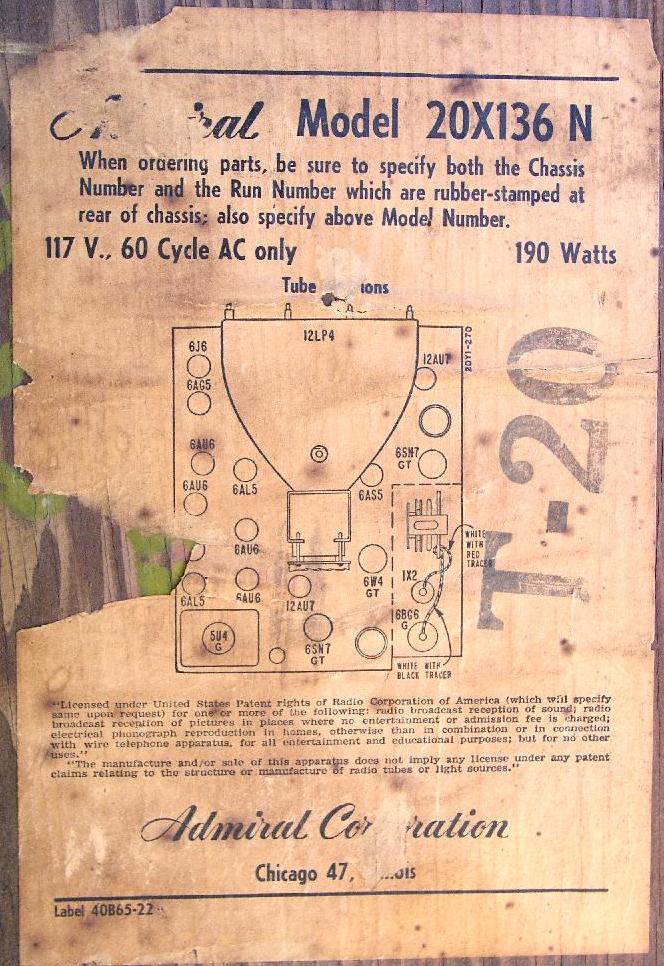 Model 20X136 N
When ordering parts, be sure to specify both the Chassis
Number and the Run Number which are rubber-stamped at
rear of chassis; also specify above Model Number.
117 V., 60 Cycle AC only 190 Watts
Tube
12LP4
6J6
12AU7
20Y1-270
6AG5
6AU6
6SN7
GT
6AU6
6AL5
6AS5
T-20
WHITE
WITH
RED
TRACER
6AU6
6W4
GT
1X2
6AL5
6AU6
12AU7
6BG6
G
5U4
G
6SN7
GT
WHITE WITH
BLACK TRACER
"Licensed under United States Patent rights of Radio Corporation of America (which will specify
same upon request) for one or more of the following: radio broadcast reception of sound; radio
broadcast reception of pictures in places where no entertainment or admission fee is charged;
electrical phonograph reproduction in homes, otherwise than in combination or in connection
with wire telephone apparatus, for all entertainment and educational purposes; but for no other
uses."
"The manufacture and/or sale of this apparatus does not imply any license under any patent
claims relating to the structure or manufacture of radio tubes or light sources."
Admiral
Chicago 47,
Label 40B65-22